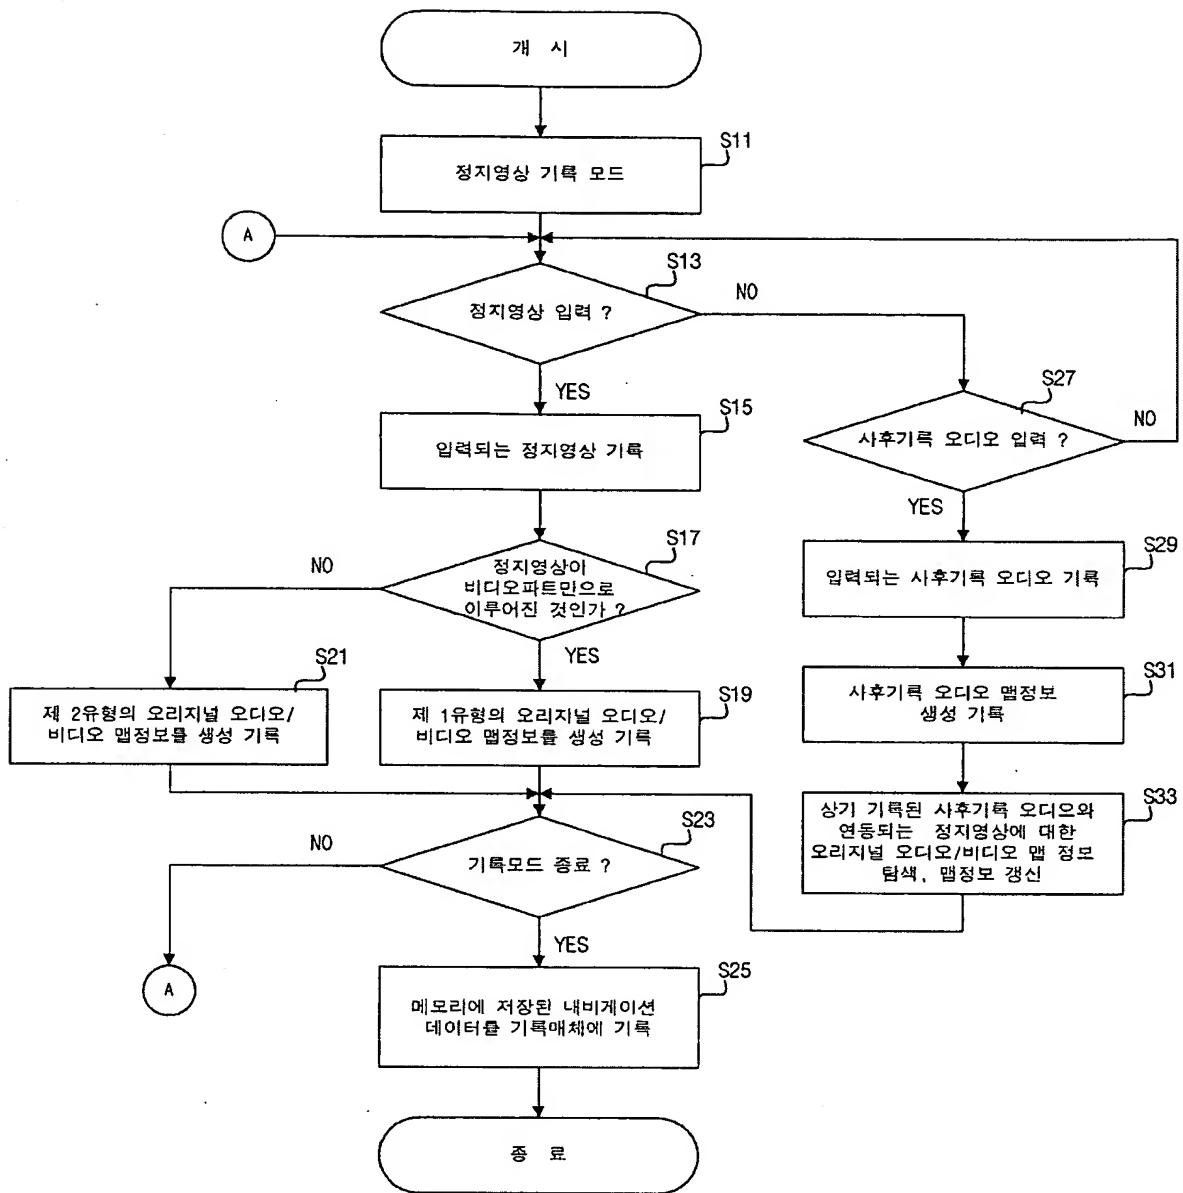 개 시
S11
정지영상 기록 모드
A
S13
정지영상 입력 ?
NO
YES
S27
사후기록 오디오 입력 ?
NO
YES
S15
입력되는 정지영상 기록
S17
정지영상이
비디오파트만으로
이루어진 것인가 ?
NO
YES
S29
입력되는 사후기록 오디오 기록
S21
제 2유형의 오리지널 오디오/
비디오 맵정보를 생성 기록
S19
제 1유형의 오리지널 오디오/
비디오 맵정보를 생성 기록
S31
사후기록 오디오 맵정보
생성 기록
S33
상기 기록된 사후기록 오디오와
연동되는 정지영상에 대한
오리지널 오디오/비디오 맵 정보
탐색, 맵정보 갱신
S23
기록모드 종료 ?
NO
YES
A
S25
메모리에 저장된 내비게이션
데이터를 기록매체에 기록
종 료